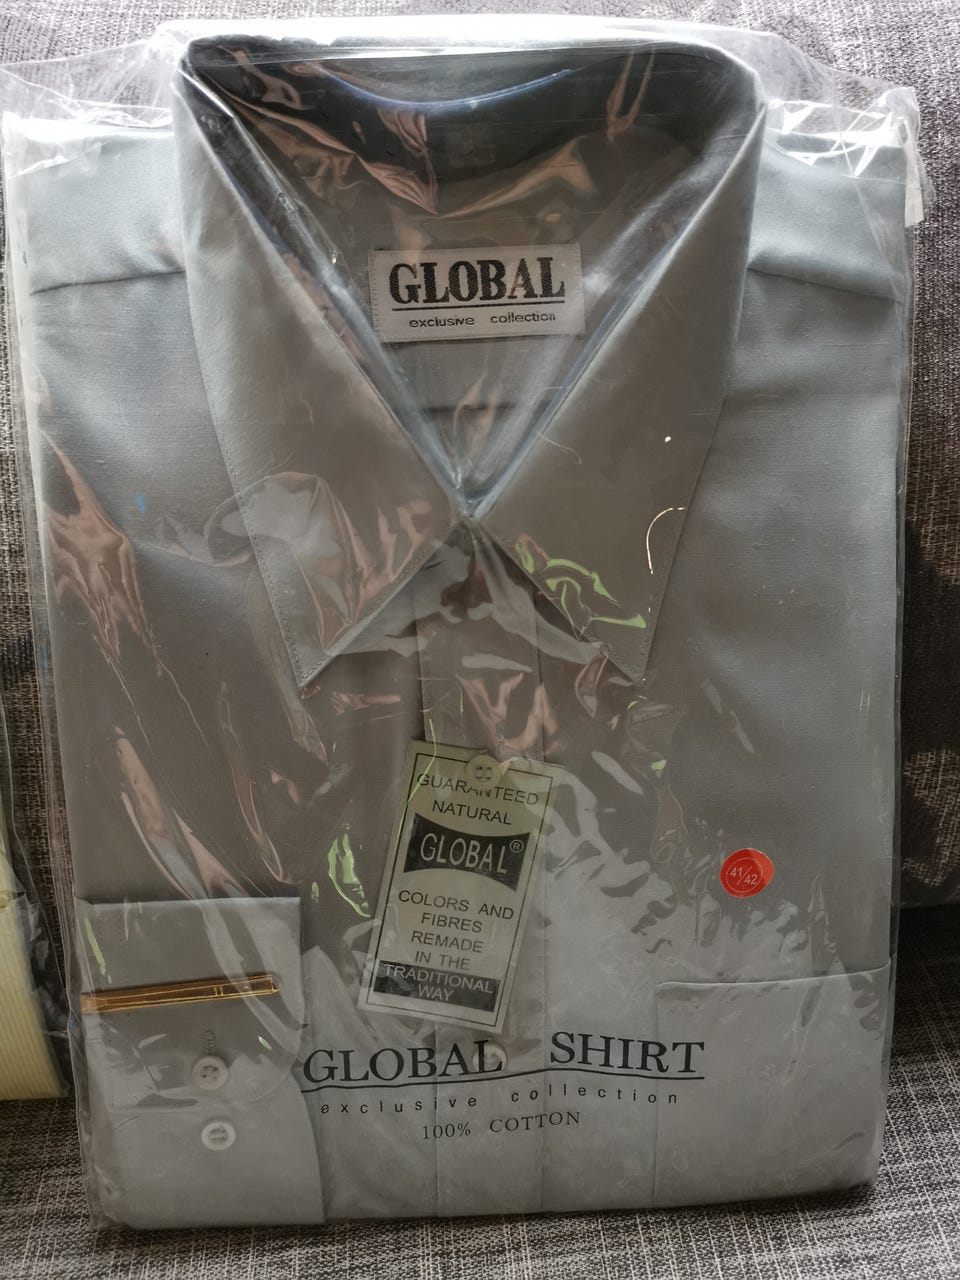 GLOBAL
exclusive collection
GUARANTEED
NATURAL
GLOBAL®
COLORS AND
FIBRES
REMADE
IN THE
TRADITIONAL
WAY
41/42
GLOBAL SHIRT
exclusive collection
100% COTTON